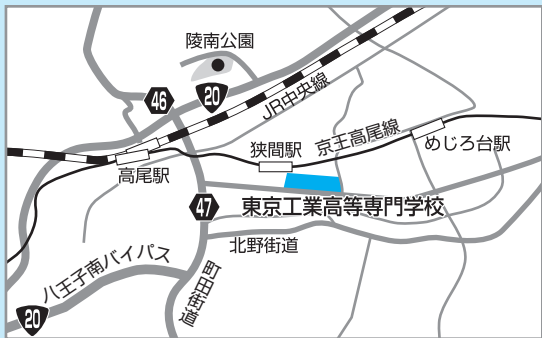 陵南公園
46
20
JR中央線
京王高尾線
狭間駅
めじろ台駅
高尾駅
47
東京工業高等専門学校
北野街道
八王子南バイパス
町田街道
20